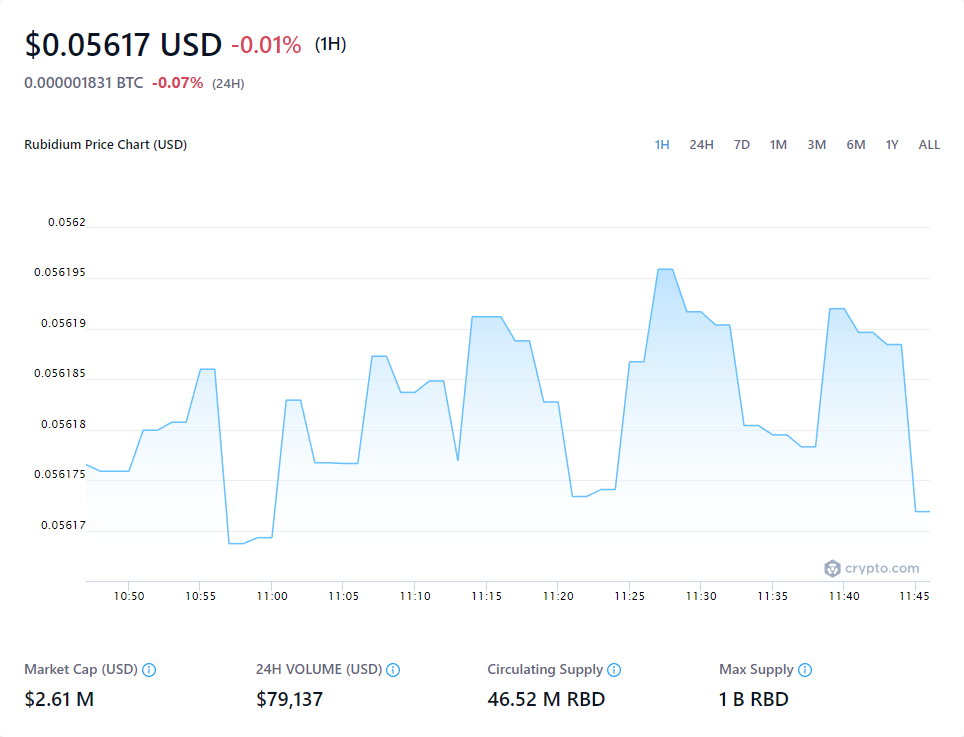 $0.05617 USD -0.01% (1H)
0.000001831 BTC -0.07% (24H)
Rubidium Price Chart (USD) 1H 24H 7D 1M 3M 6M 1Y ALL
0.0562
0.056195
0.05619
0.056185
0.05618
0.056175
0.05617
crypto.com
10:50 10:55 11:00 11:05 11:10 11:15 11:20 11:25 11:30 11:35 11:40 11:45
Market Cap (USD) 24H VOLUME (USD) Circulating Supply Max Supply
$2.61 M $79,137 46.52 M RBD 1 B RBD